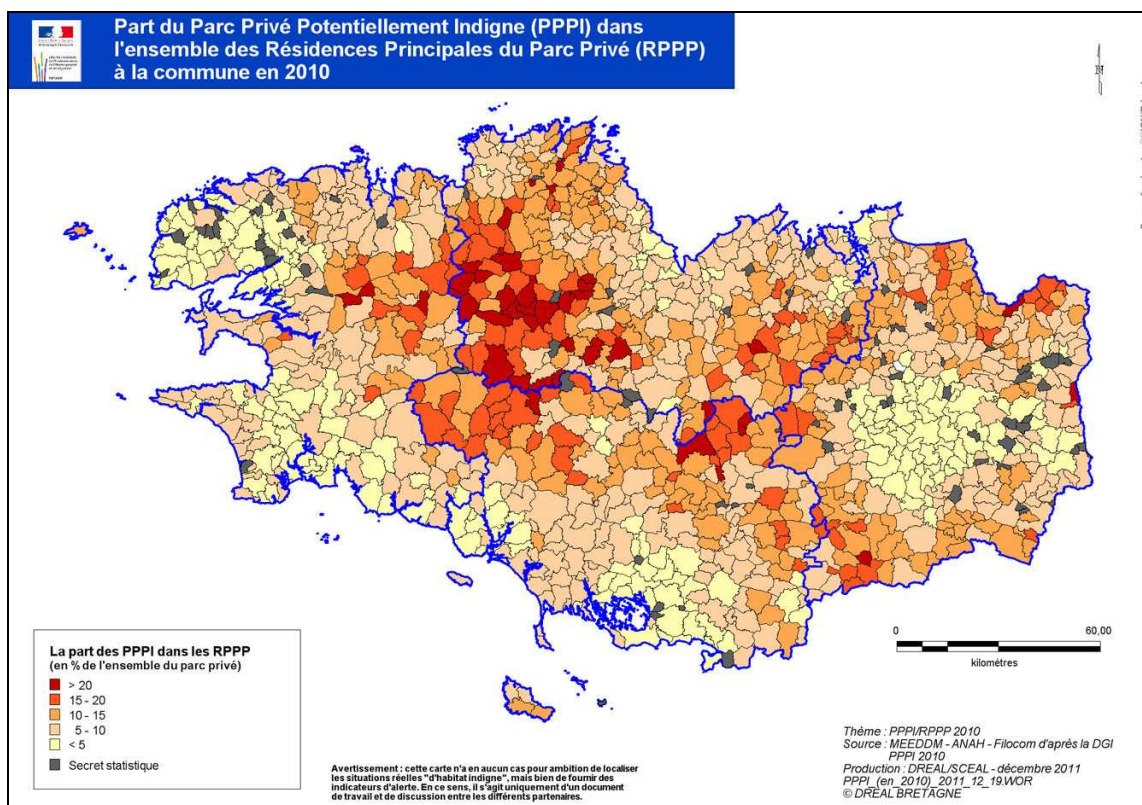 Part du Parc Privé Potentiellement Indigne (PPPI) dans
l'ensemble des Résidences Principales du Parc Privé (RPPP)
à la commune en 2010
N
La part des PPPI dans les RPPP
(en % de l'ensemble du parc privé)
> 20
15 - 20
10 - 15
5 - 10
< 5
Secret statistique
Avertissement : cette carte n'a en aucun cas pour ambition de localiser
les situations réelles "d'habitat indigne", mais bien de fournir des
indicateurs d'alerte. En ce sens, il s'agit uniquement d'un document
de travail et de discussion entre les différents partenaires.
0 60,00
kilomètres
Thème : PPPI/RPPP 2010
Source : MEEDDM - ANAH - Filocom d'après la DGI
PPPI 2010
Production : DREAL/SCEAL - décembre 2011
PPPI_(en_2010)_2011_12_19.WOR
© DREAL BRETAGNE